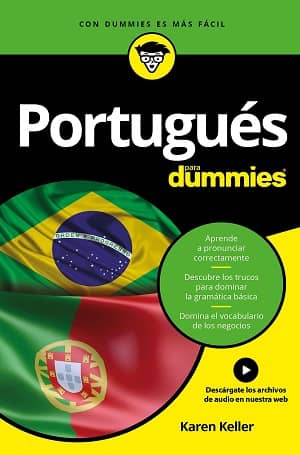 CON DUMMIES ES MÁS FÁCIL
Portugués
para
dummies®
Aprende
a pronunciar
correctamente
Descubre los trucos
para dominar
la gramática básica
Domina el vocabulario
de los negocios
Descárgate los archivos
de audio en nuestra web
Karen Keller